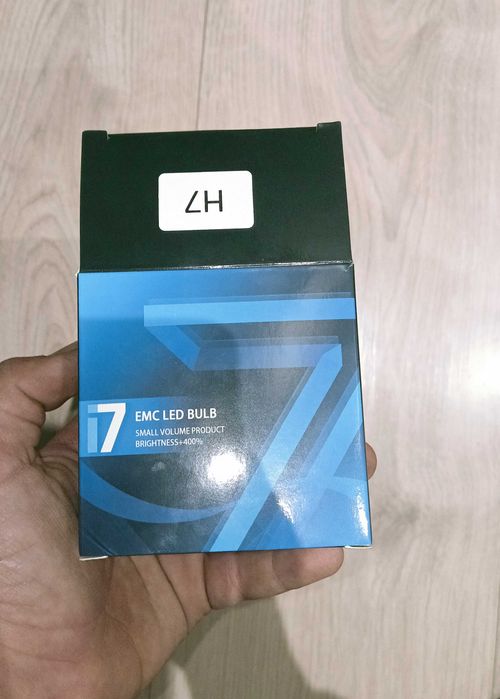 H7
i7
EMC LED BULB
SMALL VOLUME PRODUCT
BRIGHTNESS+400%